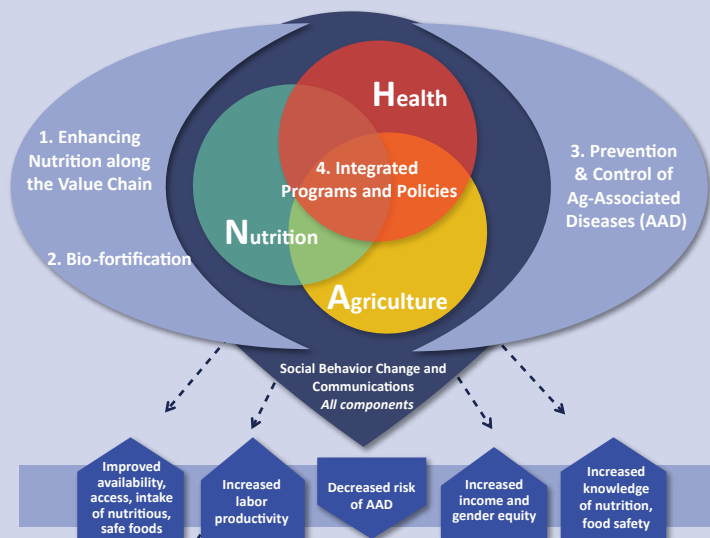 Health
1. Enhancing
Nutrition along
the Value Chain
3. Prevention
& Control of
Ag-Associated
Diseases (AAD)
4. Integrated
Programs and Policies
Nutrition
2. Bio-fortification
Agriculture
Social Behavior Change and
Communications
All components
Improved
availability,
access, intake
of nutritious,
safe foods
Increased
labor
productivity
Decreased risk
of AAD
Increased
income and
gender equity
Increased
knowledge
of nutrition,
food safety